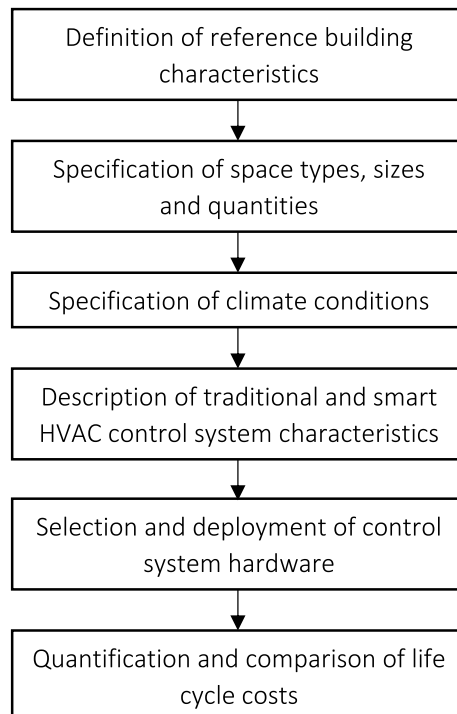 Definition of reference building
characteristics
Specification of space types, sizes
and quantities
Specification of climate conditions
Description of traditional and smart
HVAC control system characteristics
Selection and deployment of control
system hardware
Quantification and comparison of life
cycle costs